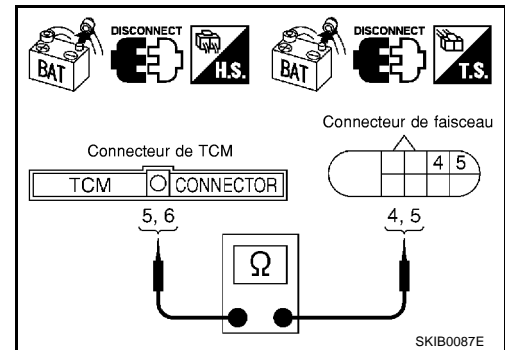 DISCONNECT DISCONNECT
BAT H.S. BAT T.S.
Connecteur de faisceau
Connecteur de TCM
4 5
TCM CONNECTOR
5, 6 4, 5
Ω
SKIB0087E